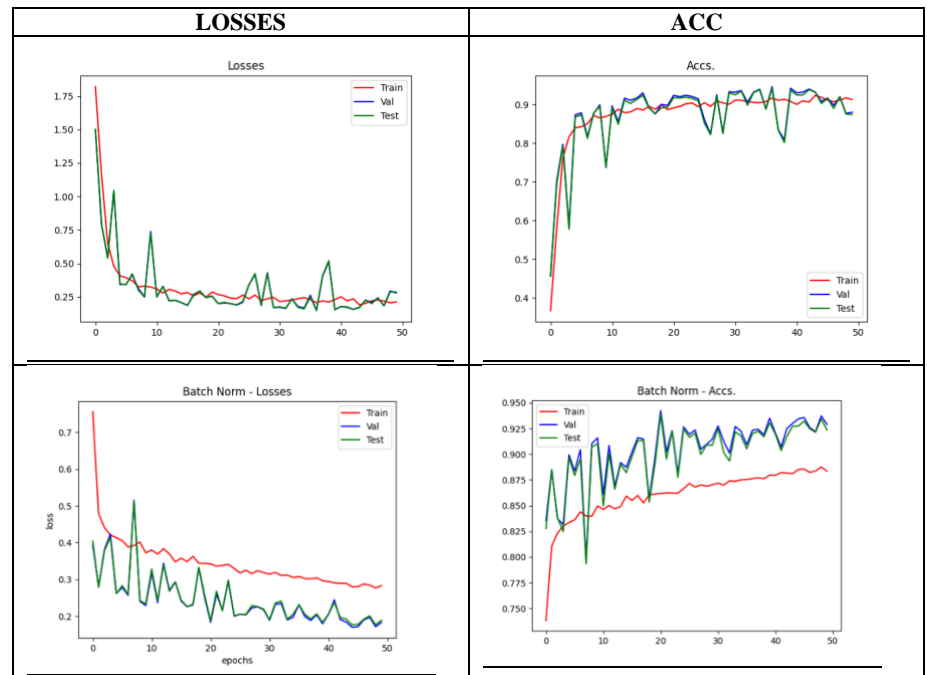 LOSSES
ACC
Losses
Train
Val
Test
1.75
1.50
1.25
1.00
0.75
0.50
0.25
0 10 20 30 40 50
Accs.
0.9
0.8
0.7
0.6
0.5
0.4
Train
Val
Test
0 10 20 30 40 50
Batch Norm - Losses
Train
Val
Test
0.7
0.6
0.5
0.4
0.3
0.2
loss
0 10 20 30 40 50
epochs
Batch Norm - Accs.
0.950
0.925
0.900
0.875
0.850
0.825
0.800
0.775
0.750
Train
Val
Test
0 10 20 30 40 50